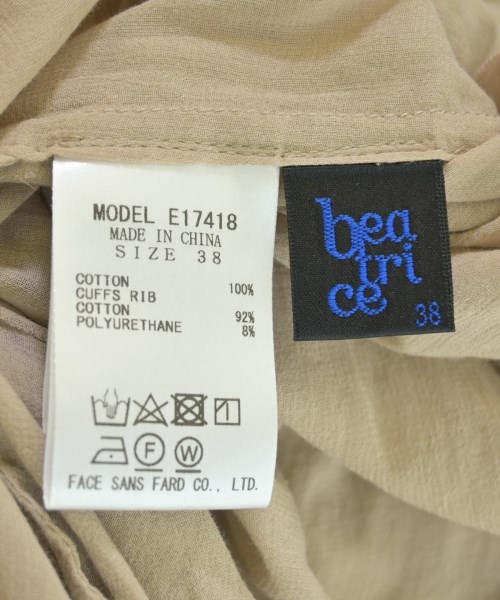 MODEL E17418
MADE IN CHINA
SIZE 38
COTTON 100%
CUFFS RIB
COTTON 92%
POLYURETHANE 8%
F W
FACE SANS FARD CO., LTD.
bea
tri
ce
38